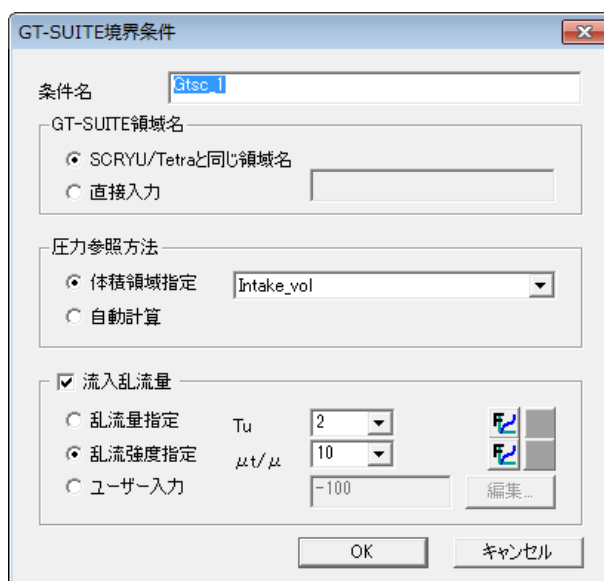 GT-SUITE境界条件
条件名 Gtsc_1
GT-SUITE領域名
SCRYU/Tetraと同じ領域名
直接入力
圧力参照方法
体積領域指定 Intake_vol
自動計算
流入乱流量
乱流量指定 Tu 2
乱流強度指定 μt/μ 10
ユーザー入力 -100 編集...
OK キャンセル